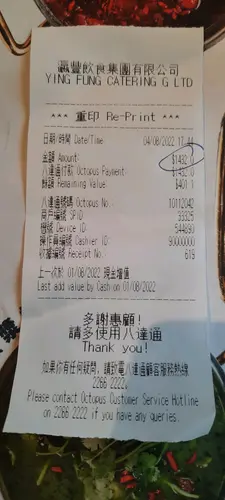 瀛豐飲食集團有限公司
YING FUNG CATERING G LTD
*** 重印 Re-Print ***
日期/時間 Date/Time 04/08/2022 17:44
金額 Amount $1432.0
八達通付款 Octopus Payment $1432.0
餘額 Remaining Value $401.1
八達通號碼 Octopus No. 10112042
商戶編號 SPID 33325
機號 Device ID 544890
操作員編號 Cashier ID 90000000
收據編號 Receipt No. 619
上一次於 01/08/2022 現金增值
Last add value by Cash on 01/08/2022
多謝惠顧!
請多使用八達通
Thank you!
如果你有任何疑問,請致電八達通顧客服務熱線
2266 2222。
Please contact Octopus Customer Service Hotline
on 2266 2222 if you have any queries.